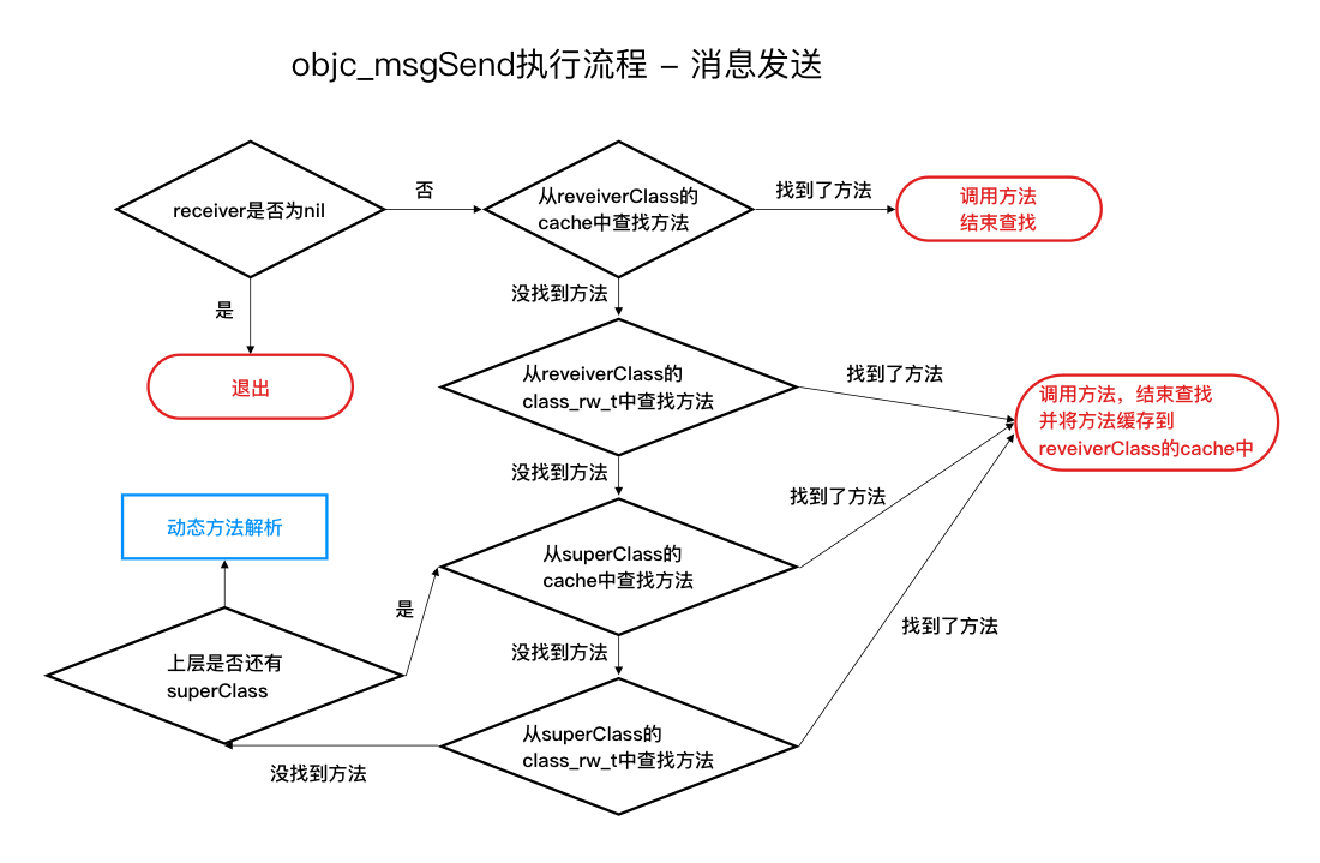 objc_msgSend执行流程 – 消息发送
receiver是否为nil
否
从reveiverClass的
cache中查找方法
找到了方法
调用方法
结束查找
是
没找到方法
退出
从reveiverClass的
class_rw_t中查找方法
找到了方法
调用方法，结束查找
并将方法缓存到
reveiverClass的cache中
没找到方法
动态方法解析
从superClass的
cache中查找方法
找到了方法
是
没找到方法
找到了方法
上层是否还有
superClass
从superClass的
class_rw_t中查找方法
没找到方法